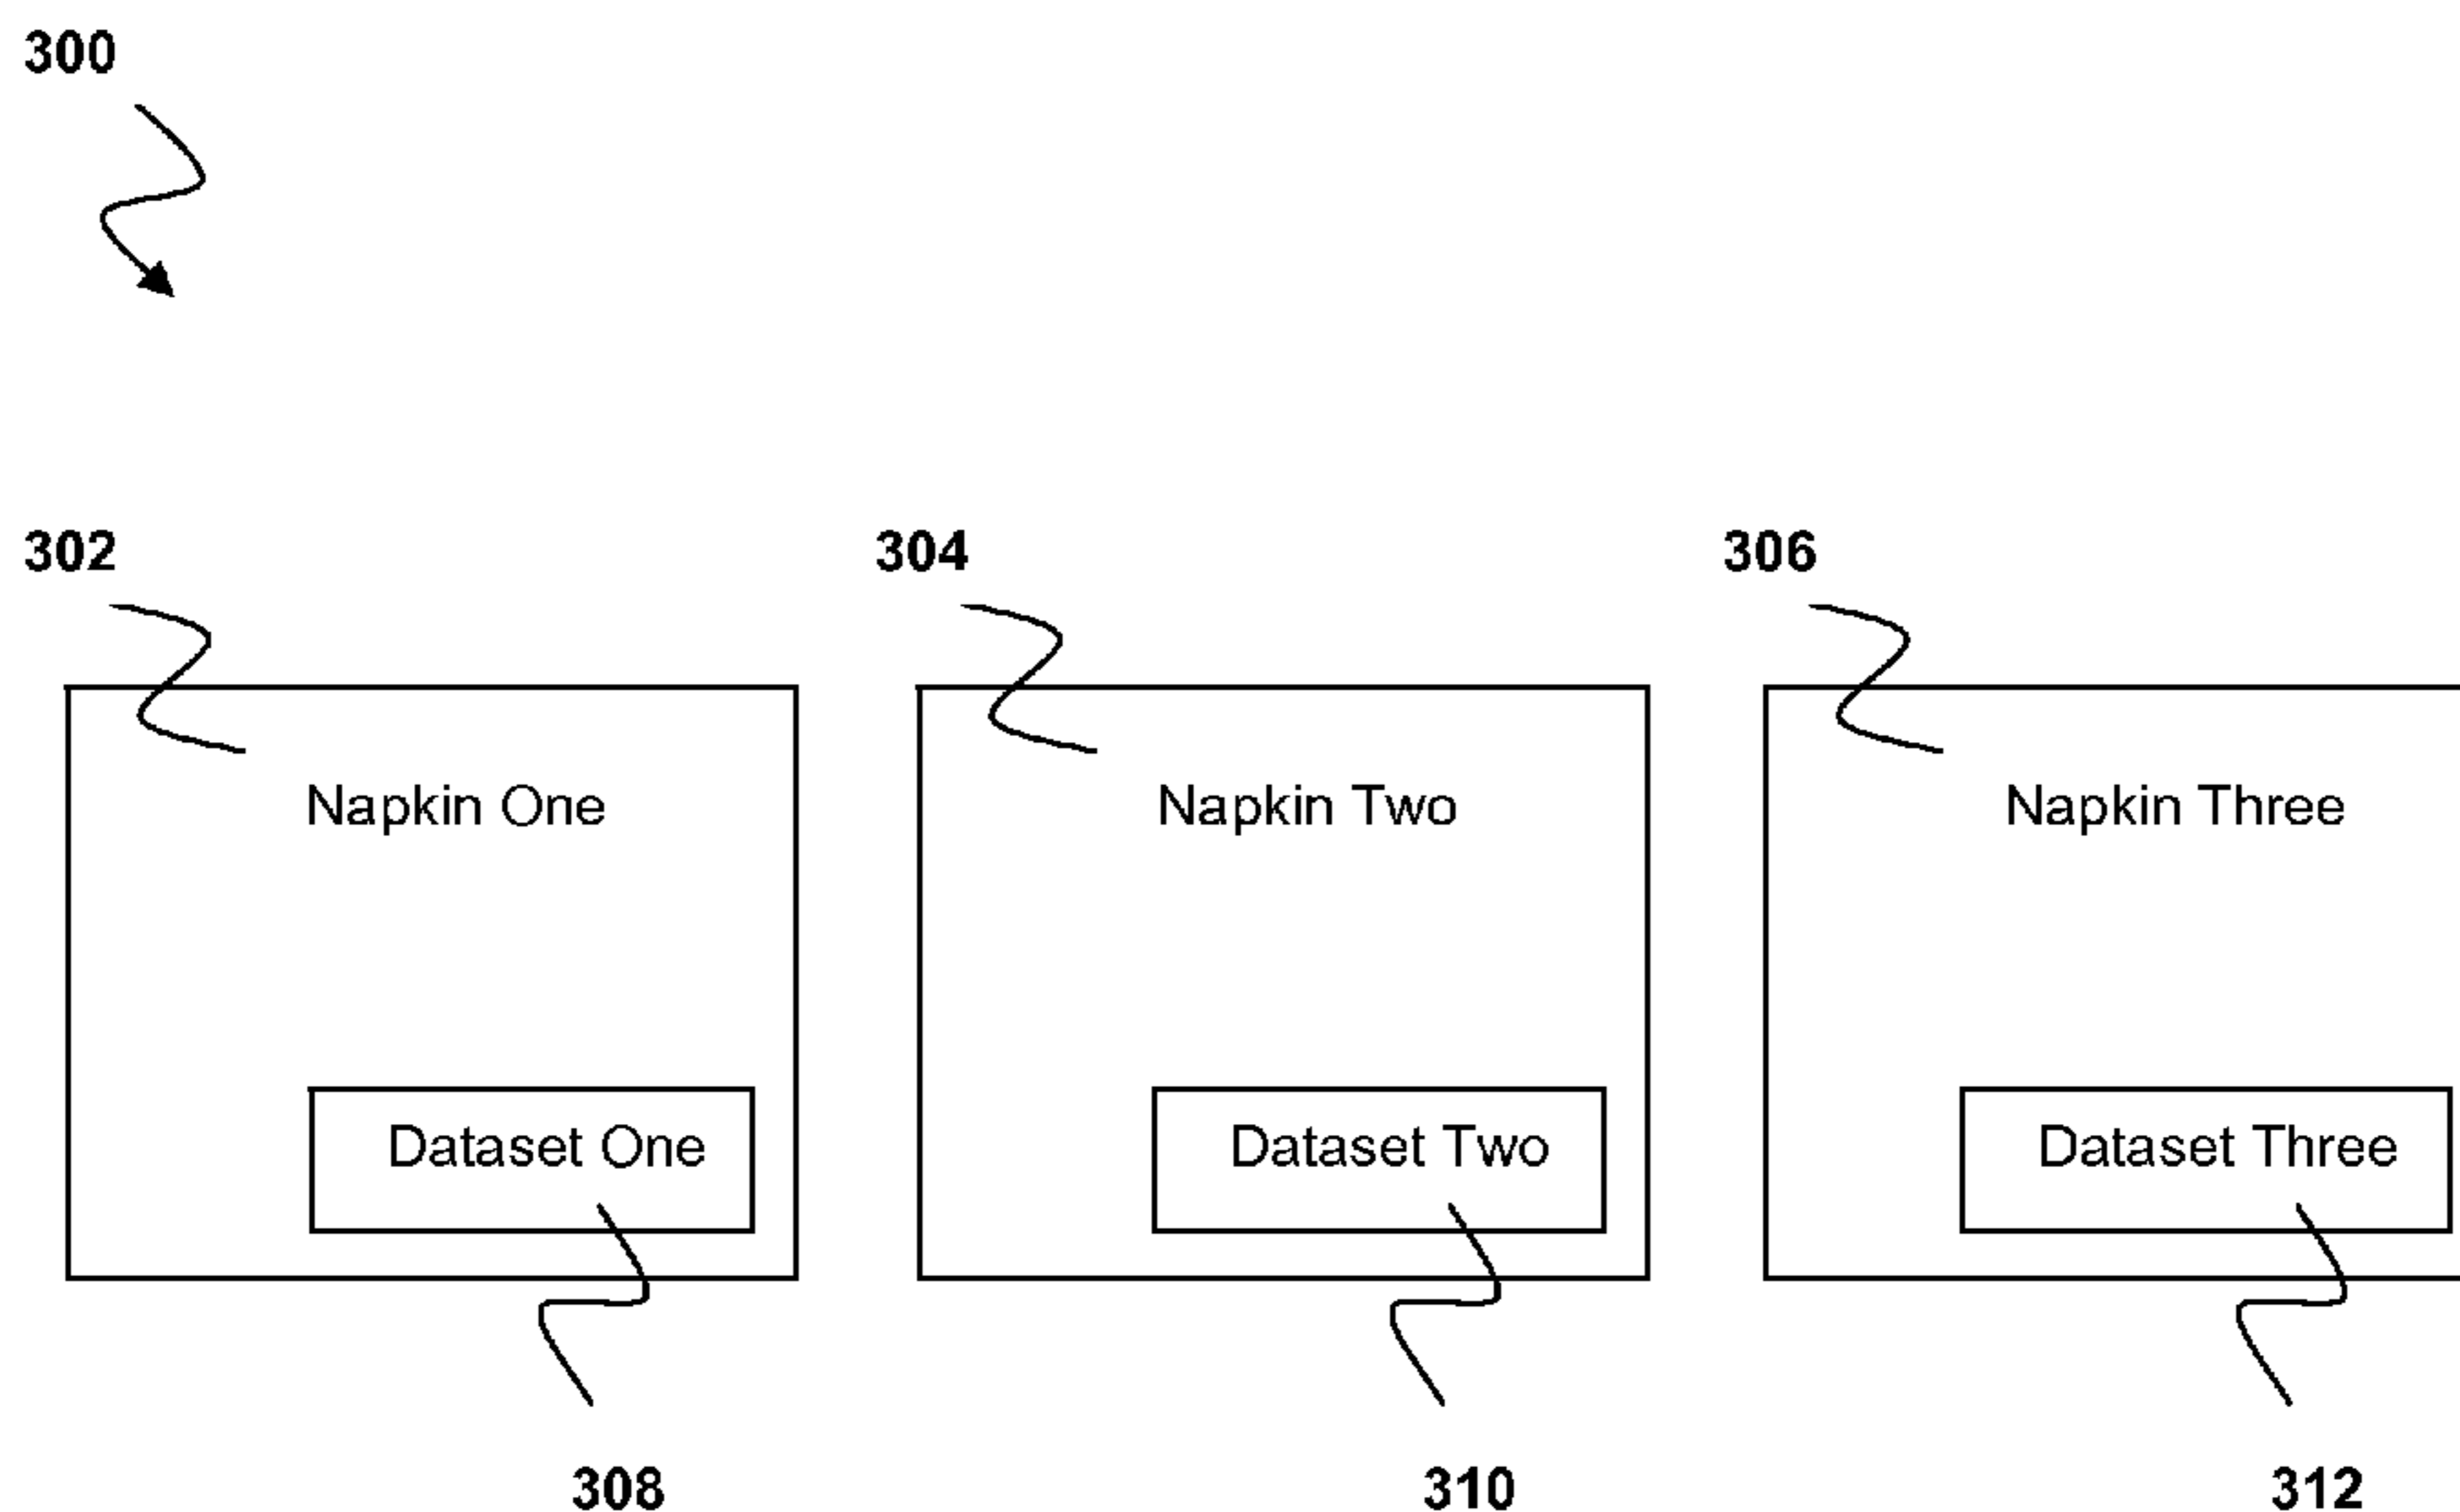 300
302 304 306
Napkin One Napkin Two Napkin Three
Dataset One Dataset Two Dataset Three
308 310 312